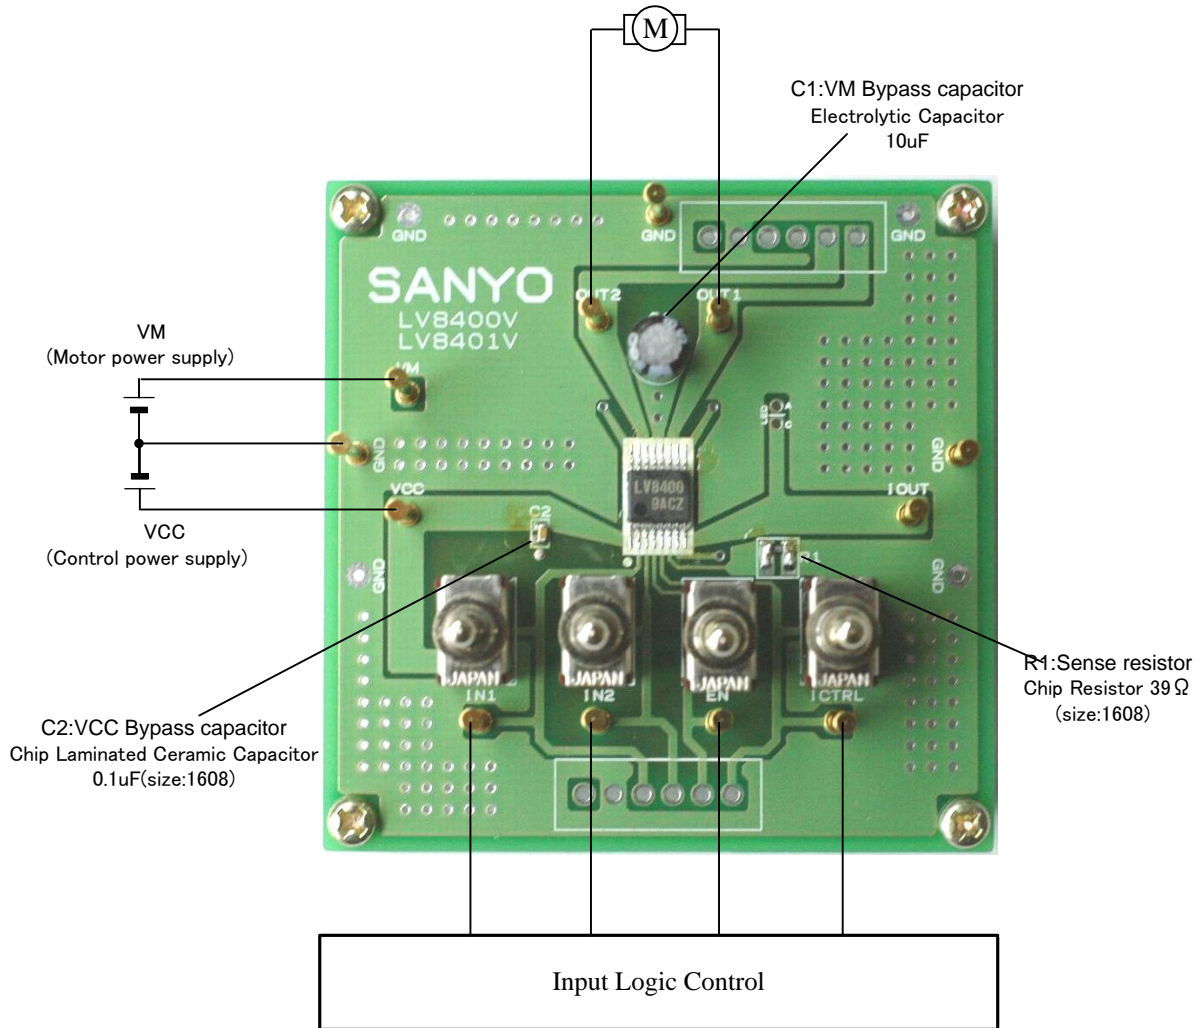 M
C1:VM Bypass capacitor
Electrolytic Capacitor
10uF
GND
GND
GND
SANYO
LV8400V
LV8401V
OUT2
OUT1
VM
(Motor power supply)
VM
LED
A
C
GND
GND
LV8400
9ACZ
VCC
IOUT
VCC
(Control power supply)
C2
R1
GND
GND
JAPAN
JAPAN
JAPAN
JAPAN
IN1
IN2
EN
ICTRL
R1:Sense resistor
Chip Resistor 39Ω
(size:1608)
C2:VCC Bypass capacitor
Chip Laminated Ceramic Capacitor
0.1uF(size:1608)
Input Logic Control